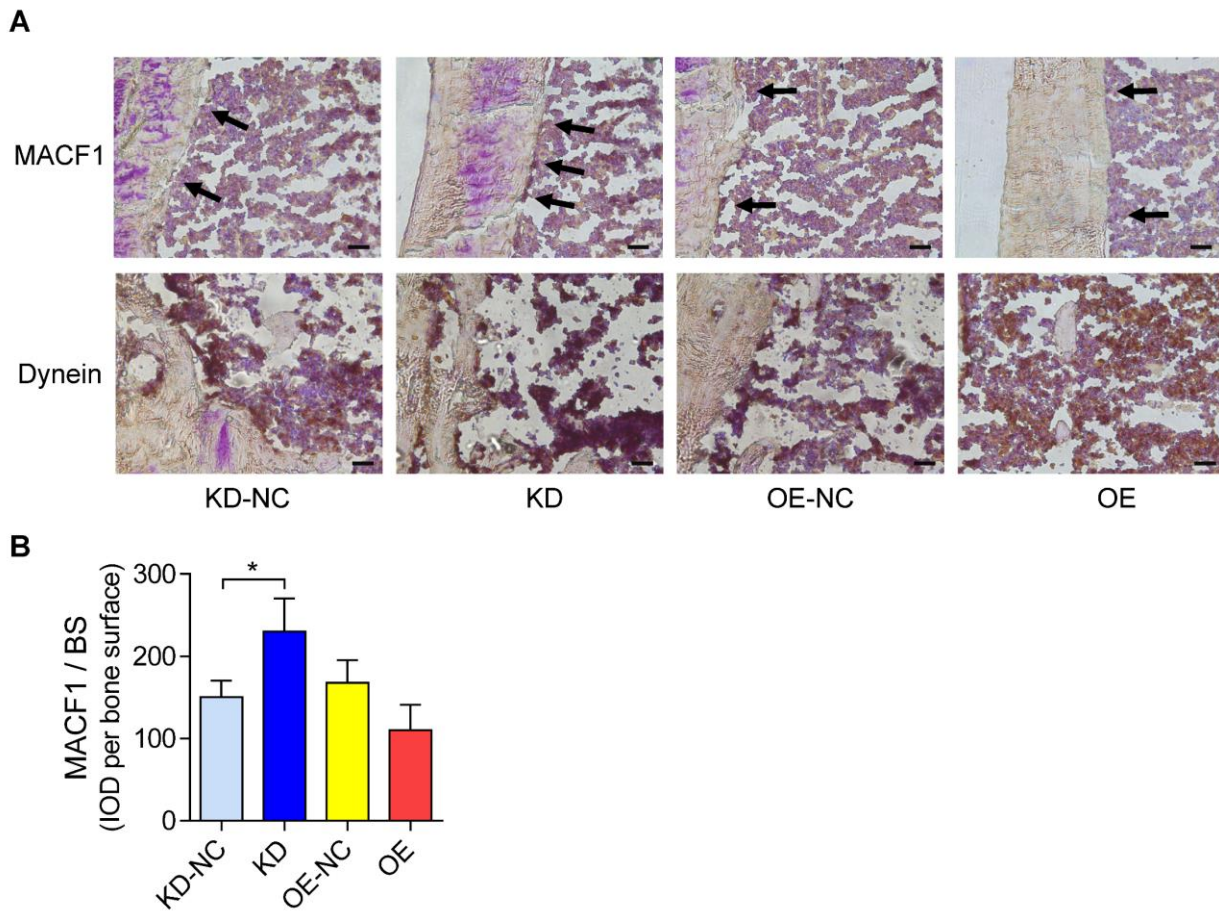 A
MACF1
Dynein
KD-NC KD OE-NC OE
B
*
300
200
100
0
MACF1 / BS
(IOD per bone surface)
KD-NC KD OE-NC OE